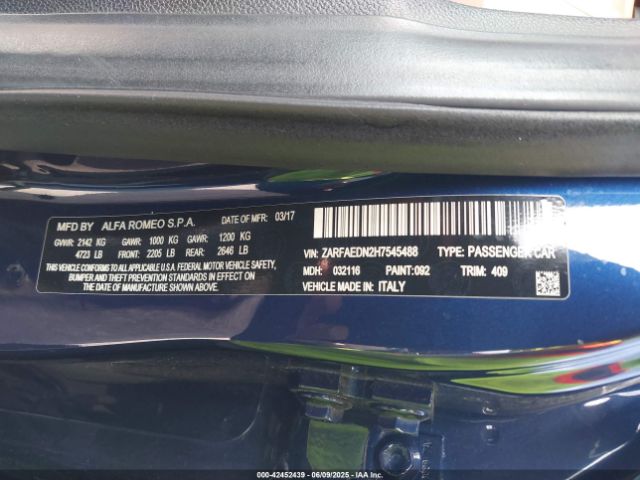 MFD BY ALFA ROMEO S.P.A. DATE OF MFR 03/17
GVWR: 2142 KG GAWR: 1000 KG GAWR: 1200 KG
4723 LB FRONT: 2205 LB REAR: 2646 LB
THIS VEHICLE CONFORMS TO ALL APPLICABLE U.S.A. FEDERAL MOTOR VEHICLE SAFETY,
BUMPER AND THEFT PREVENTION STANDARDS IN EFFECT ON
THE DATE OF MANUFACTURE SHOWN ABOVE.
VIN: ZARFAEDN2H7545488 TYPE: PASSENGER CAR
MDH: 032116 PAINT: 092 TRIM: 409
VEHICLE MADE IN: ITALY
000-42452439 - 06/09/2025 - IAAI.COM